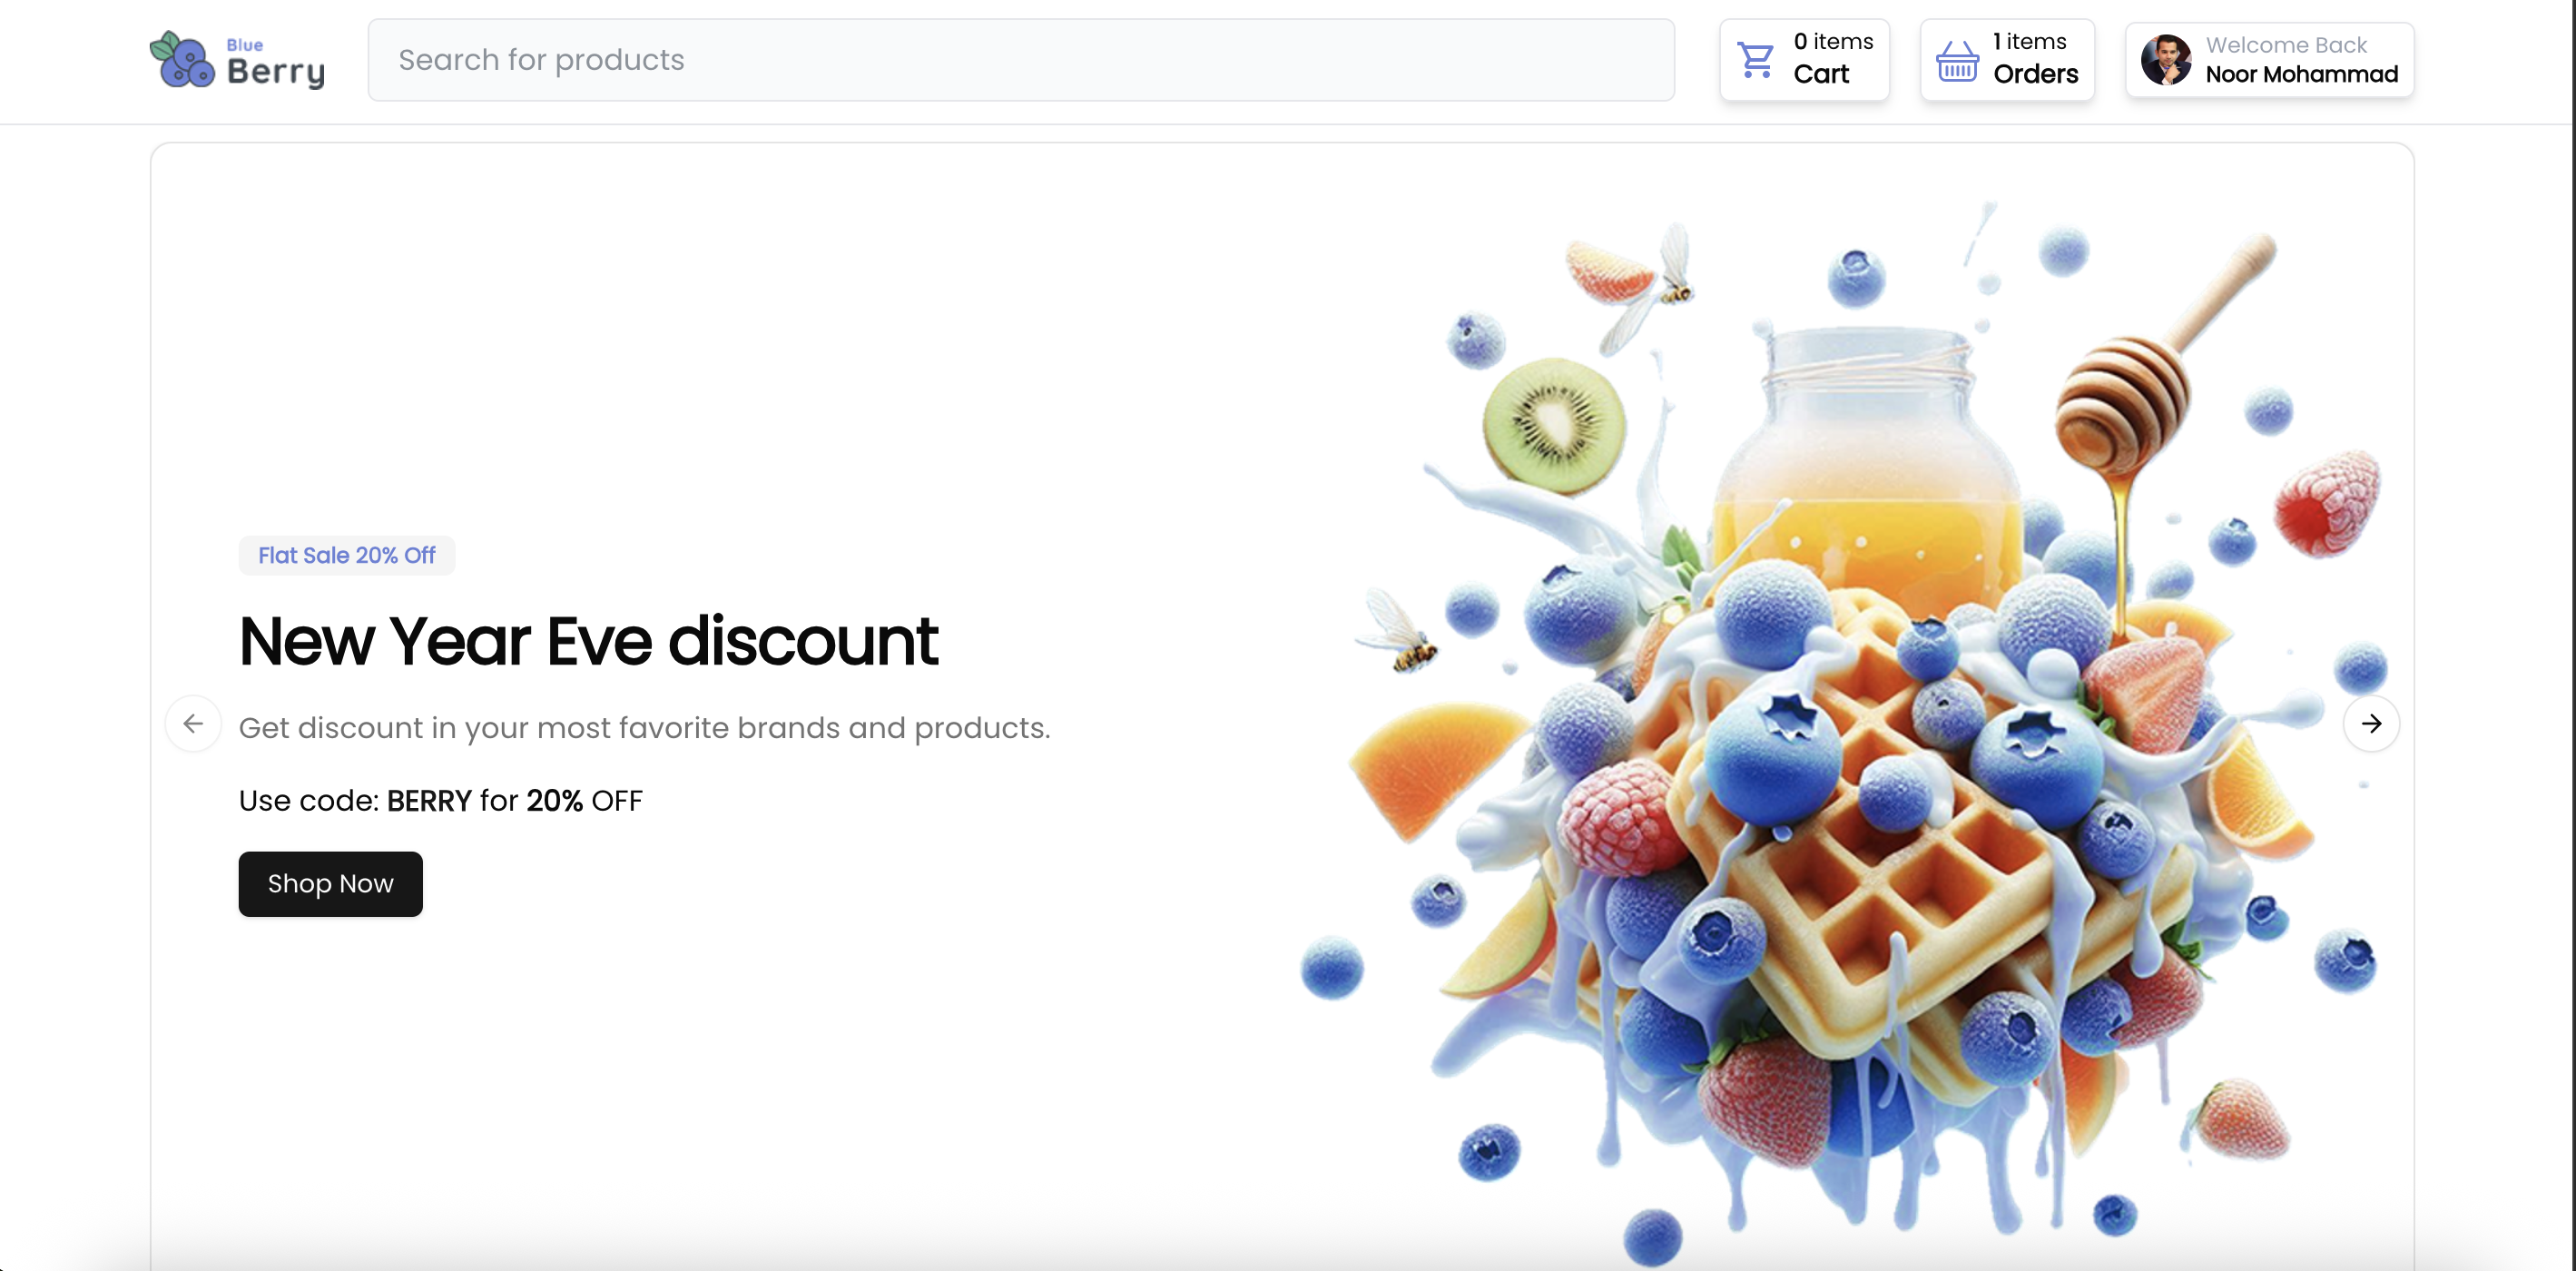 Blue
Berry
Search for products
0 items
Cart
1 items
Orders
Welcome Back
Noor Mohammad
Flat Sale 20% Off
New Year Eve discount
Get discount in your most favorite brands and products.
Use code: BERRY for 20% OFF
Shop Now